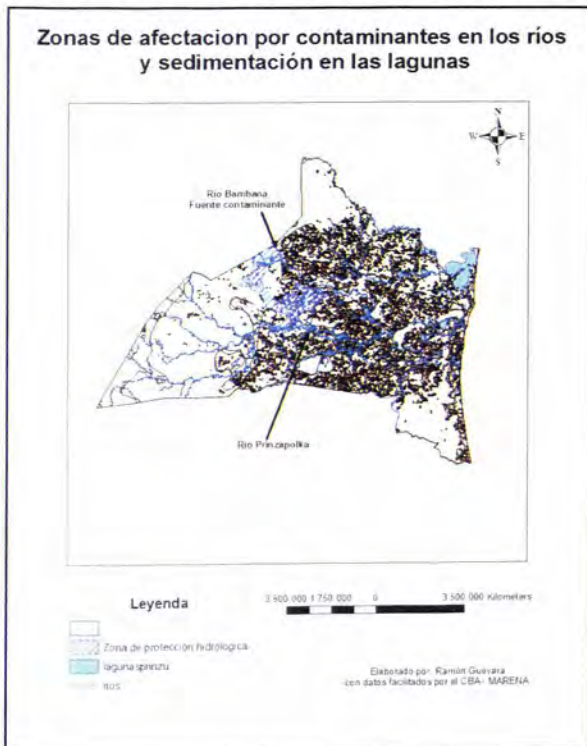 Zonas de afectacion por contaminantes en los ríos
y sedimentación en las lagunas
N
W E
S
Rio Bambana
Fuente contaminante
Rio Prinzapolka
Leyenda
3.500.000 1.750.000 0 3.500.000 Kilometers
Zona de protección hidrologica
laguna sprinzu
rios
Elaborado por: Ramón Guevara
con datos facilitados por el CBA- MARENA